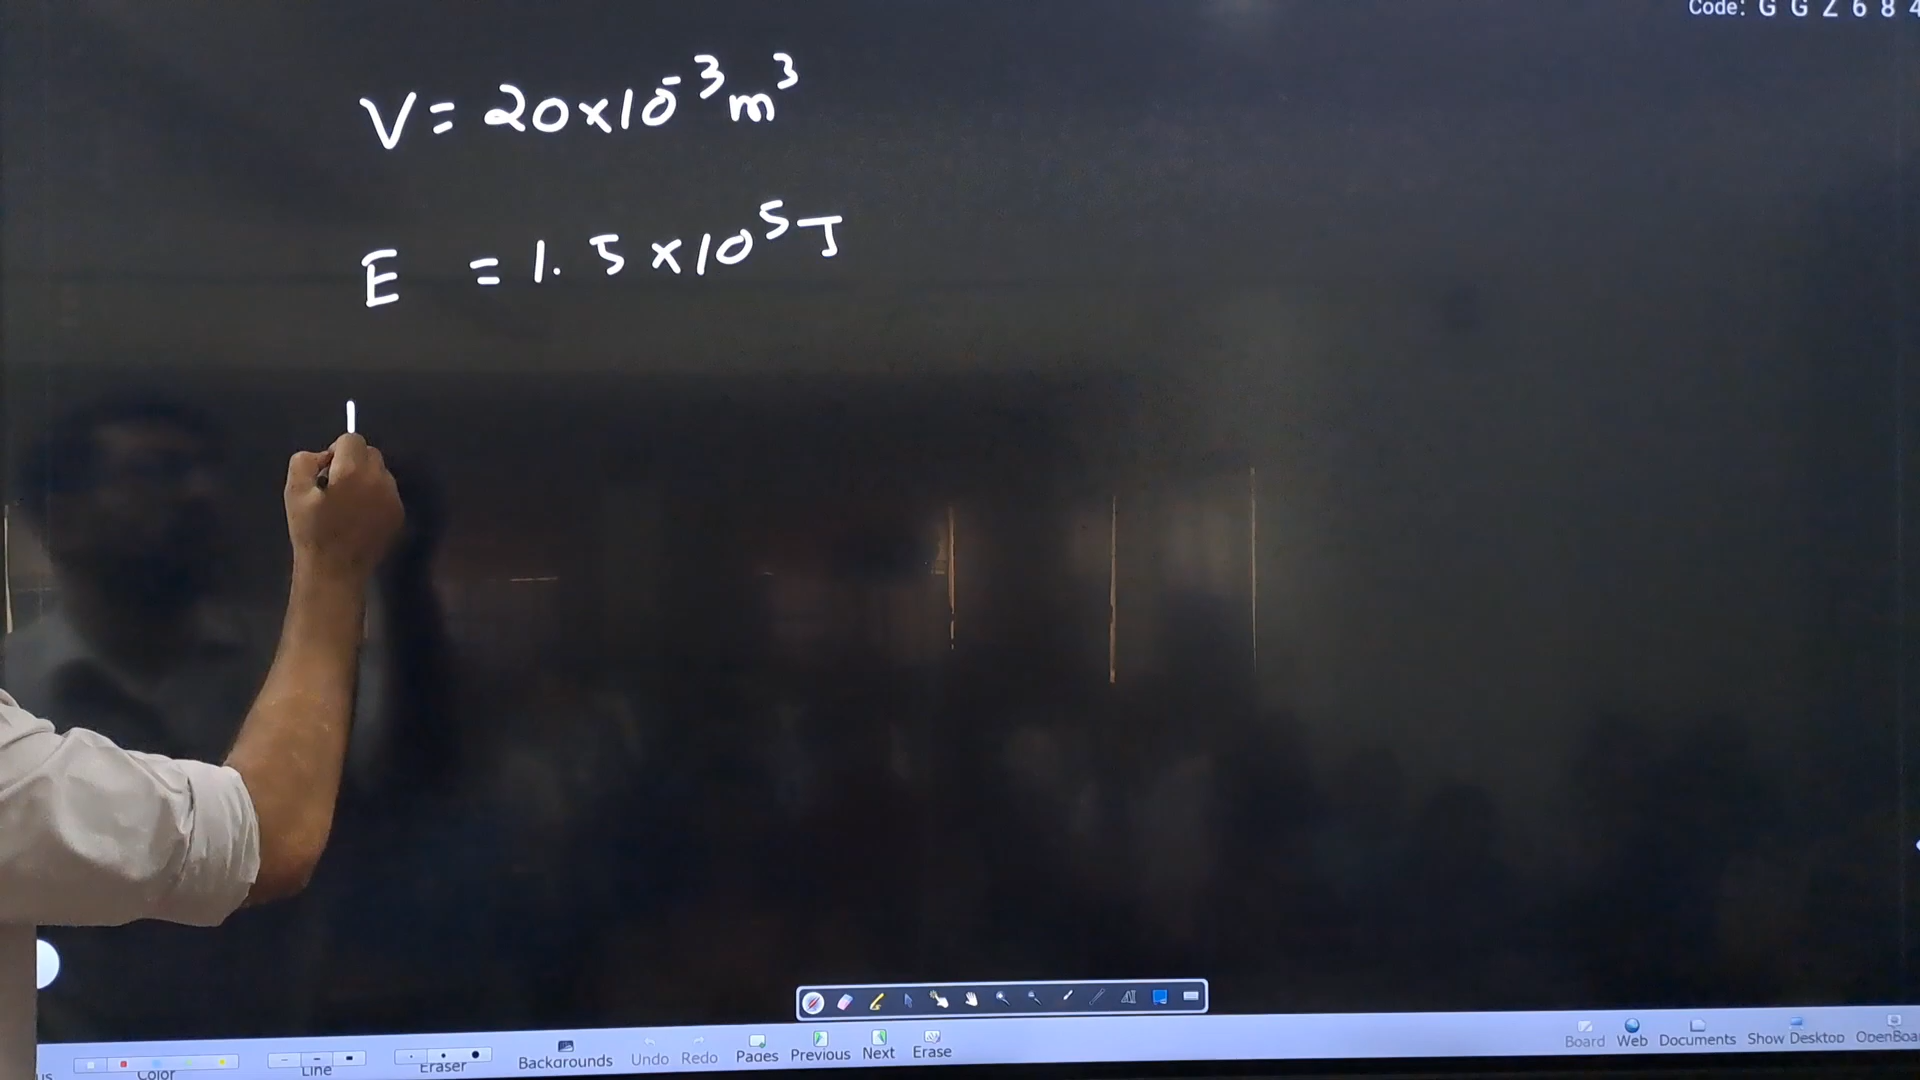 Code: G G Z 6 8 4
V = 20×10⁻³ m³
E = 1.5 ×10⁵ J
Color
Line
Eraser
Backgrounds
Undo
Redo
Pages
Previous
Next
Erase
Board
Web
Documents
Show Desktop